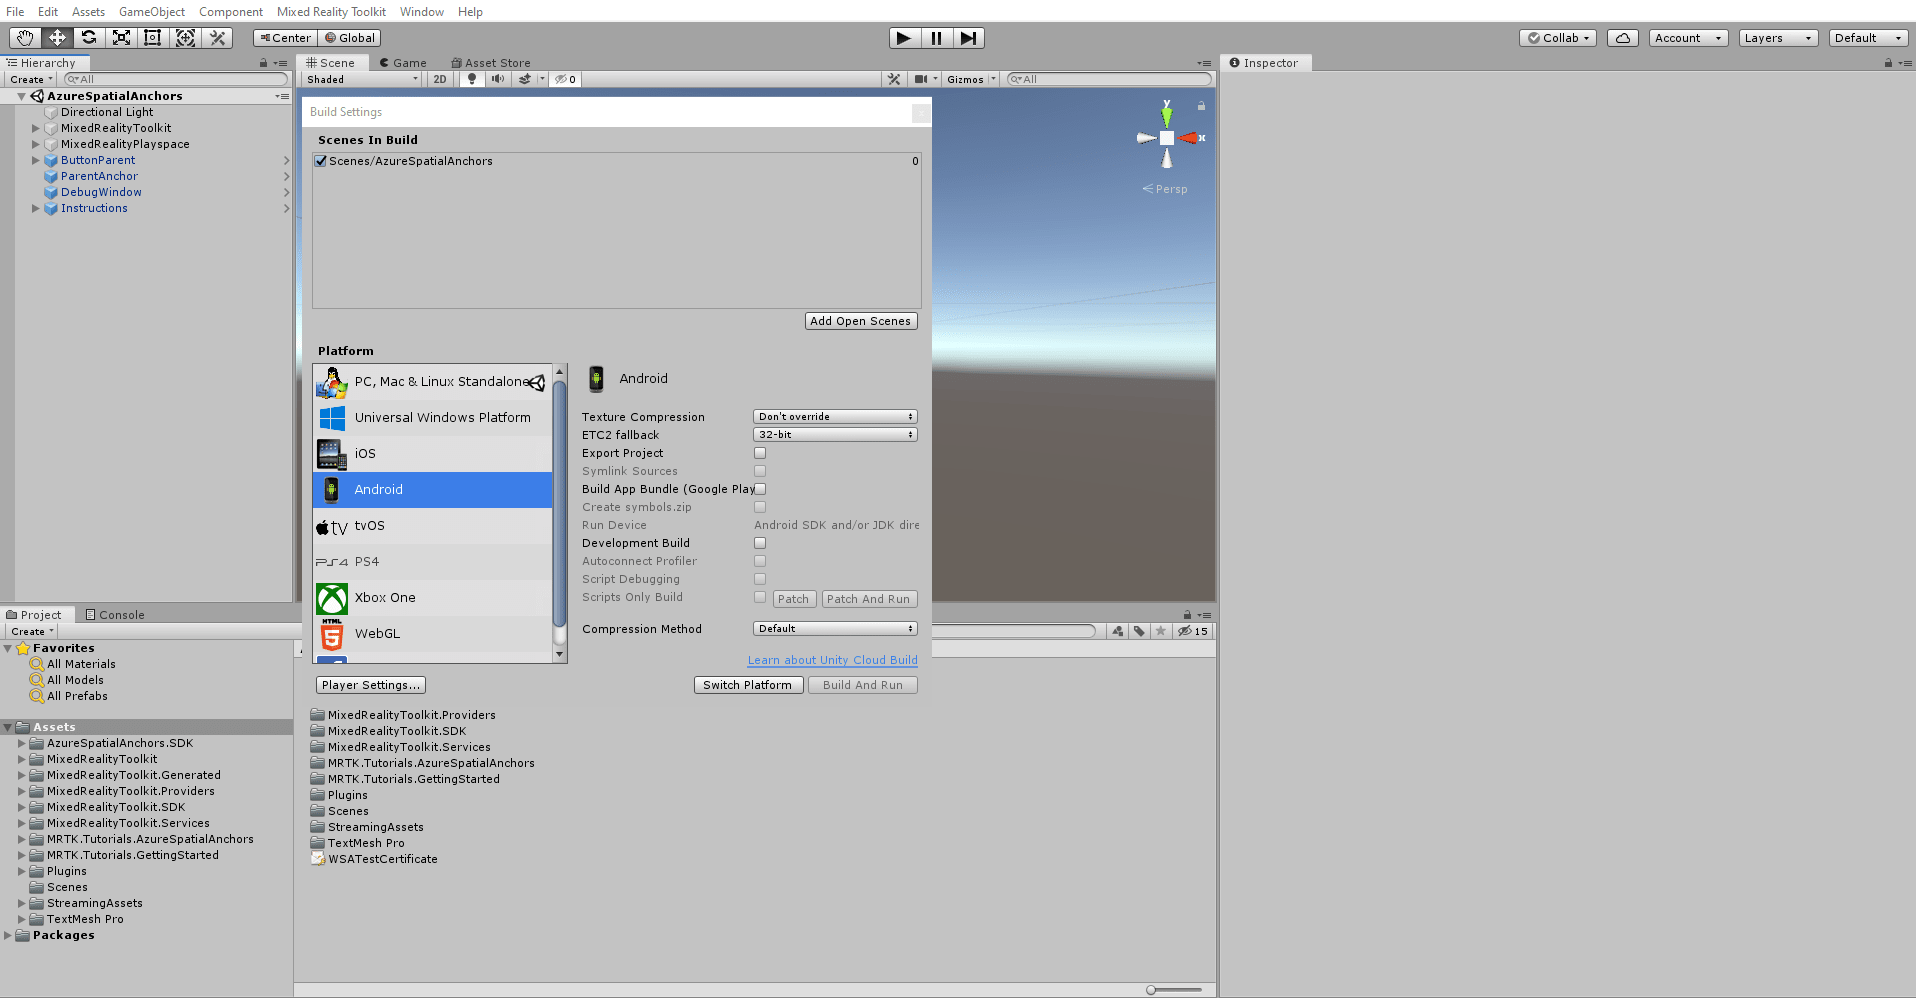 File Edit Assets GameObject Component Mixed Reality Toolkit Window Help
Center Global Collab Account Layers Default
Hierarchy
Create All
AzureSpatialAnchors
Directional Light
MixedRealityToolkit
MixedRealityPlayspace
ButtonParent
ParentAnchor
DebugWindow
Instructions
Scene Game Asset Store
Shaded 2D 0 Gizmos All
y
x
Persp
Inspector
Build Settings
Scenes In Build
Scenes/AzureSpatialAnchors 0
Add Open Scenes
Platform
PC, Mac & Linux Standalone
Universal Windows Platform
iOS
Android
tv tvOS
PS4 PS4
Xbox One
HTML 5 WebGL
Android
Texture Compression Don't override
ETC2 fallback 32-bit
Export Project
Symlink Sources
Build App Bundle (Google Play
Create symbols.zip
Run Device Android SDK and/or JDK dire
Development Build
Autoconnect Profiler
Script Debugging
Scripts Only Build Patch Patch And Run
Compression Method Default
Learn about Unity Cloud Build
Player Settings... Switch Platform Build And Run
Project Console
Create 15
Favorites
All Materials
All Models
All Prefabs
Assets
AzureSpatialAnchors.SDK
MixedRealityToolkit
MixedRealityToolkit.Generated
MixedRealityToolkit.Providers
MixedRealityToolkit.SDK
MixedRealityToolkit.Services
MRTK.Tutorials.AzureSpatialAnchors
MRTK.Tutorials.GettingStarted
Plugins
Scenes
StreamingAssets
TextMesh Pro
Packages
MixedRealityToolkit.Providers
MixedRealityToolkit.SDK
MixedRealityToolkit.Services
MRTK.Tutorials.AzureSpatialAnchors
MRTK.Tutorials.GettingStarted
Plugins
Scenes
StreamingAssets
TextMesh Pro
WSATestCertificate